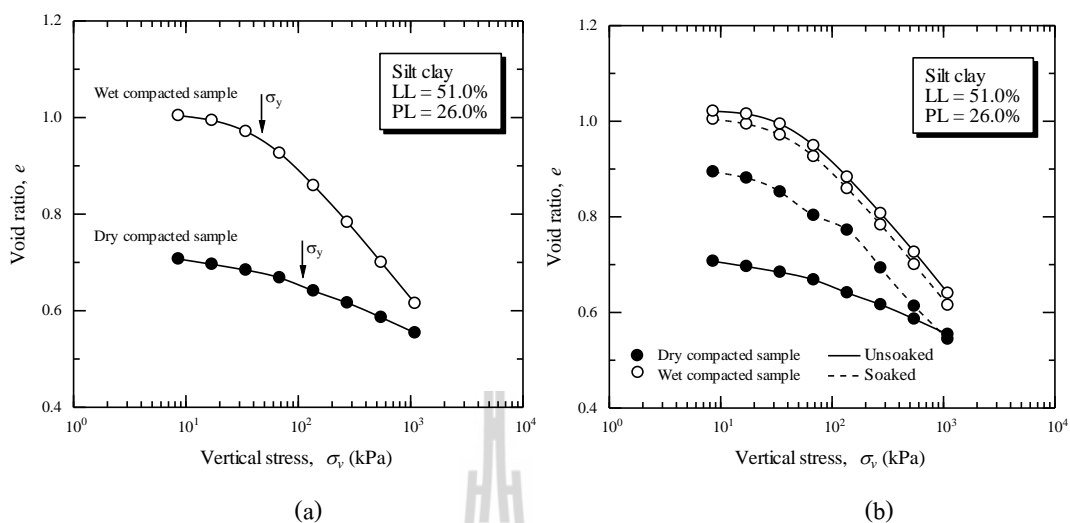 1.2
1.0
0.8
0.6
0.4
Void ratio, e
Silt clay
LL = 51.0%
PL = 26.0%
Wet compacted sample
σy
Dry compacted sample
σy
10⁰ 10¹ 10² 10³ 10⁴
Vertical stress, σv (kPa)
(a)
1.2
1.0
0.8
0.6
0.4
Void ratio, e
Silt clay
LL = 51.0%
PL = 26.0%
Dry compacted sample Unsoaked
Wet compacted sample Soaked
10⁰ 10¹ 10² 10³ 10⁴
Vertical stress, σv (kPa)
(b)